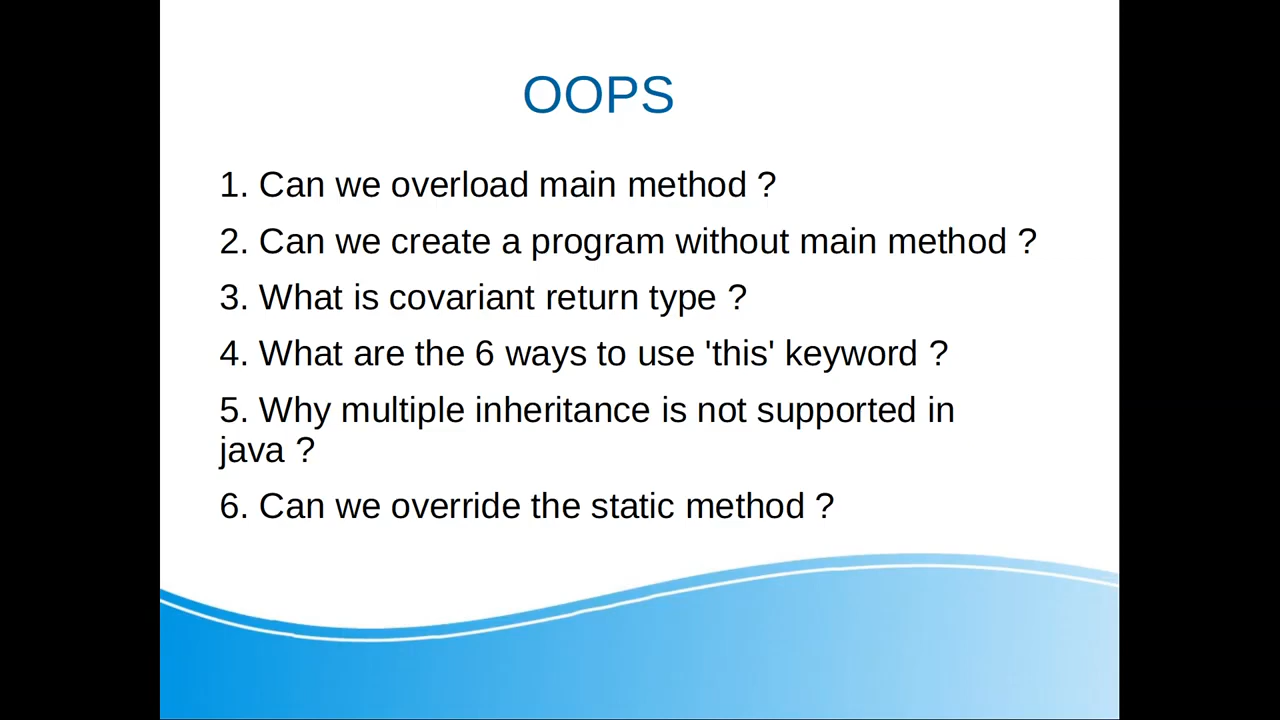 OOPS
1. Can we overload main method ?
2. Can we create a program without main method ?
3. What is covariant return type ?
4. What are the 6 ways to use 'this' keyword ?
5. Why multiple inheritance is not supported in
java ?
6. Can we override the static method ?